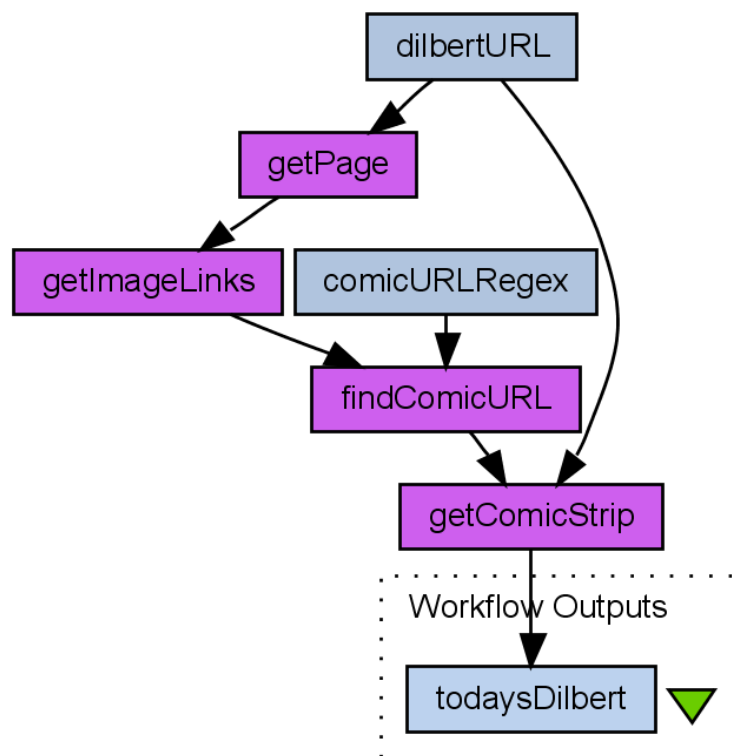 dilbertURL
getPage
getImageLinks
comicURLRegex
findComicURL
getComicStrip
Workflow Outputs
todaysDilbert